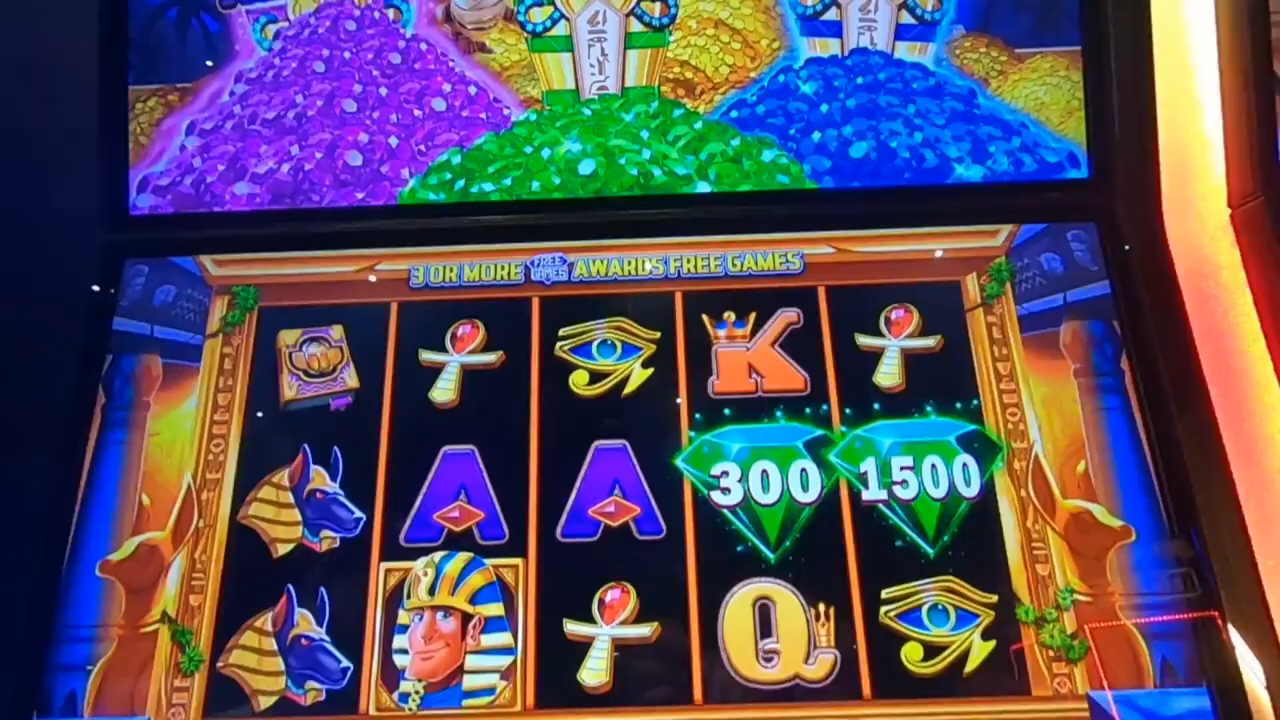 3 OR MORE FREE GAMES AWARDS FREE GAMES
K
A A 300 1500
Q